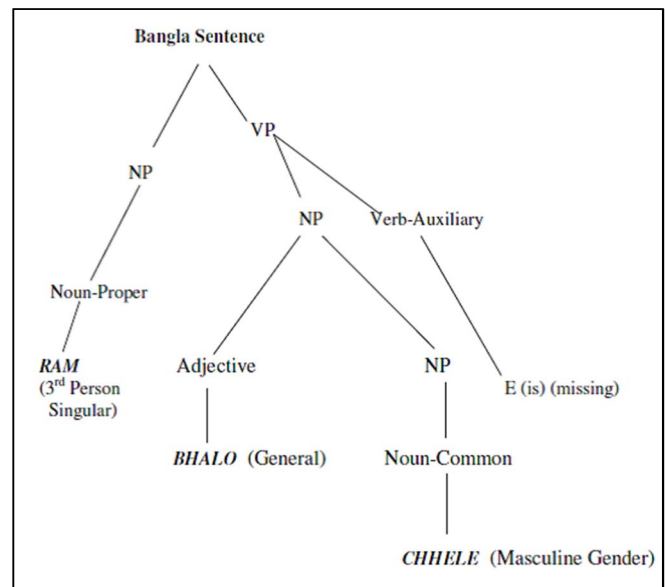 Bangla Sentence
VP
NP
NP
Verb-Auxiliary
Noun-Proper
RAM
(3rd Person
Singular)
Adjective
NP
E (is) (missing)
BHALO (General)
Noun-Common
CHHELE (Masculine Gender)